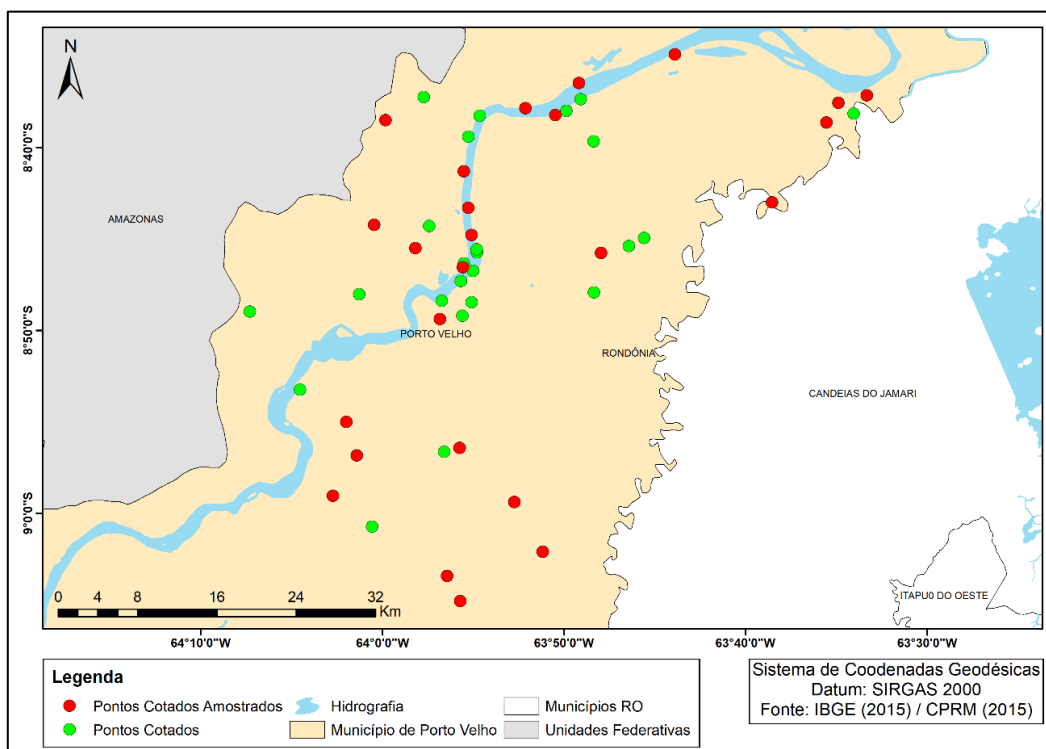 N
8°40'0"S
AMAZONAS
8°50'0"S
PORTO VELHO
RONDÔNIA
CANDEIAS DO JAMARI
9°0'0"S
ITAPU0 DO OESTE
0 2 4 8 16 24 32
Km
64°10'0"W
64°0'0"W
63°50'0"W
63°40'0"W
63°30'0"W
Legenda
Pontos Cotados Amostrados
Hidrografia
Municípios RO
Pontos Cotados
Município de Porto Velho
Unidades Federativas
Sistema de Coodenadas Geodésicas
Datum: SIRGAS 2000
Fonte: IBGE (2015) / CPRM (2015)